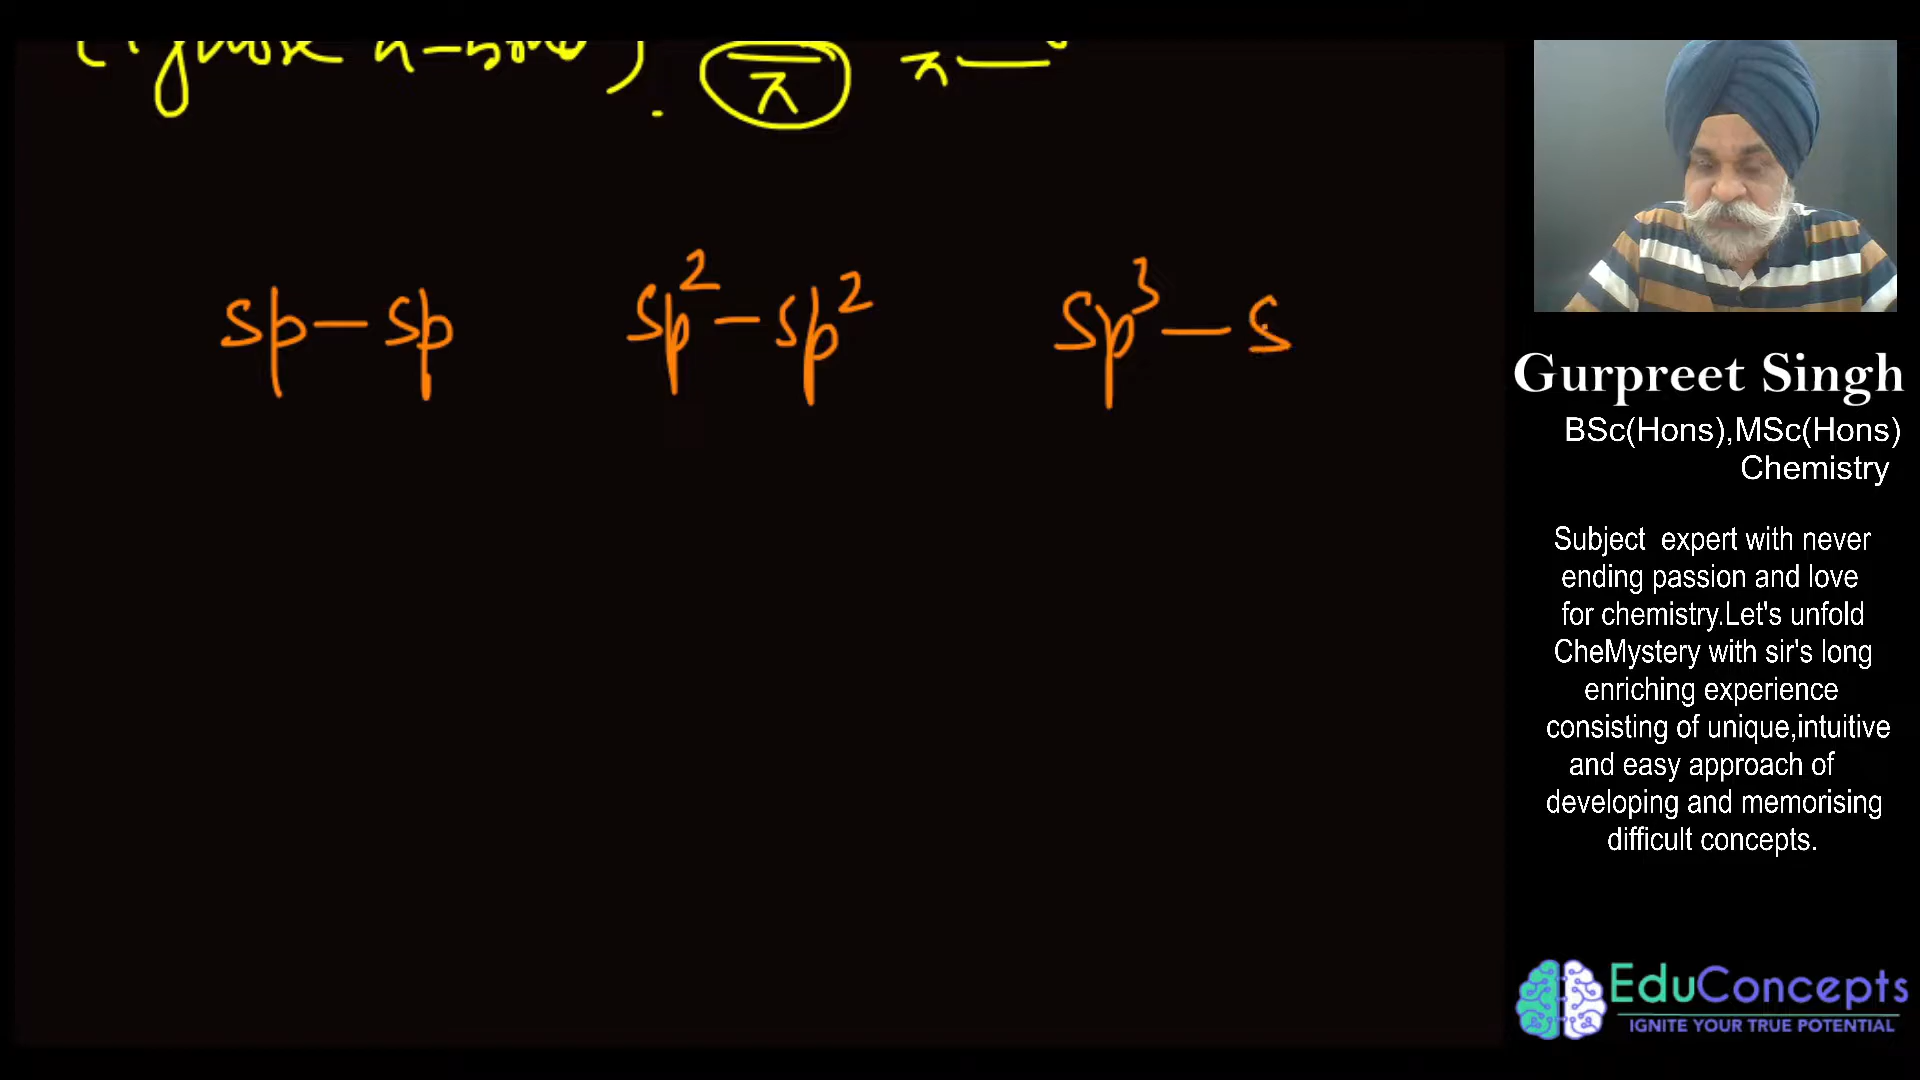 π π
sp – sp sp² – sp² sp³ – s
Gurpreet Singh
BSc(Hons),MSc(Hons)
Chemistry
Subject expert with never
ending passion and love
for chemistry.Let's unfold
CheMystery with sir's long
enriching experience
consisting of unique,intuitive
and easy approach of
developing and memorising
difficult concepts.
EduConcepts
IGNITE YOUR TRUE POTENTIAL